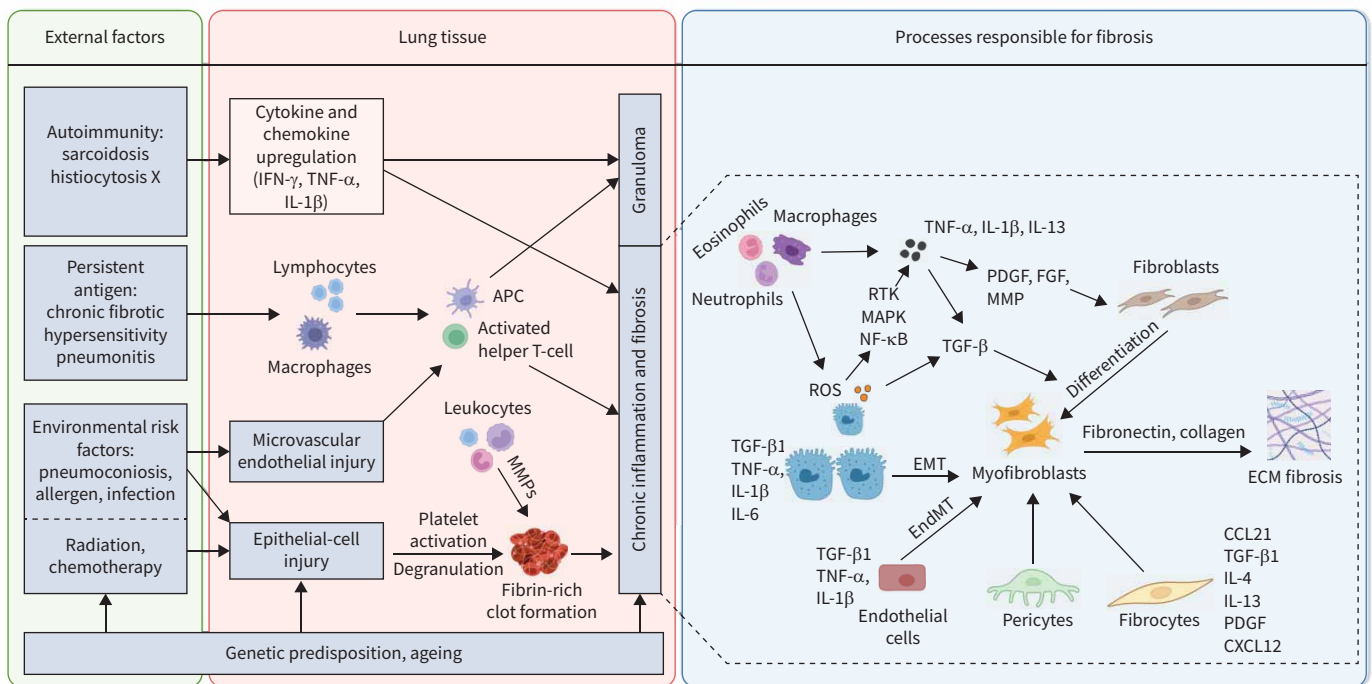 External factors
Lung tissue
Processes responsible for fibrosis
Autoimmunity:
sarcoidosis
histiocytosis X
Persistent
antigen:
chronic fibrotic
hypersensitivity
pneumonitis
Environmental risk
factors:
pneumoconiosis,
allergen, infection
Radiation,
chemotherapy
Genetic predisposition, ageing
Cytokine and
chemokine
upregulation
(IFN-γ, TNF-α,
IL-1β)
Lymphocytes
Macrophages
APC
Activated
helper T-cell
Microvascular
endothelial injury
Leukocytes
MMPs
Epithelial-cell
injury
Platelet
activation
Degranulation
Fibrin-rich
clot formation
Granuloma
Chronic inflammation and fibrosis
Eosinophils
Macrophages
Neutrophils
TNF-α, IL-1β, IL-13
PDGF, FGF,
MMP
Fibroblasts
RTK
MAPK
NF-κB
TGF-β
ROS
Differentiation
TGF-β1
TNF-α,
IL-1β
IL-6
EMT
Myofibroblasts
Fibronectin, collagen
ECM fibrosis
EndMT
TGF-β1
TNF-α,
IL-1β
Endothelial
cells
Pericytes
Fibrocytes
CCL21
TGF-β1
IL-4
IL-13
PDGF
CXCL12